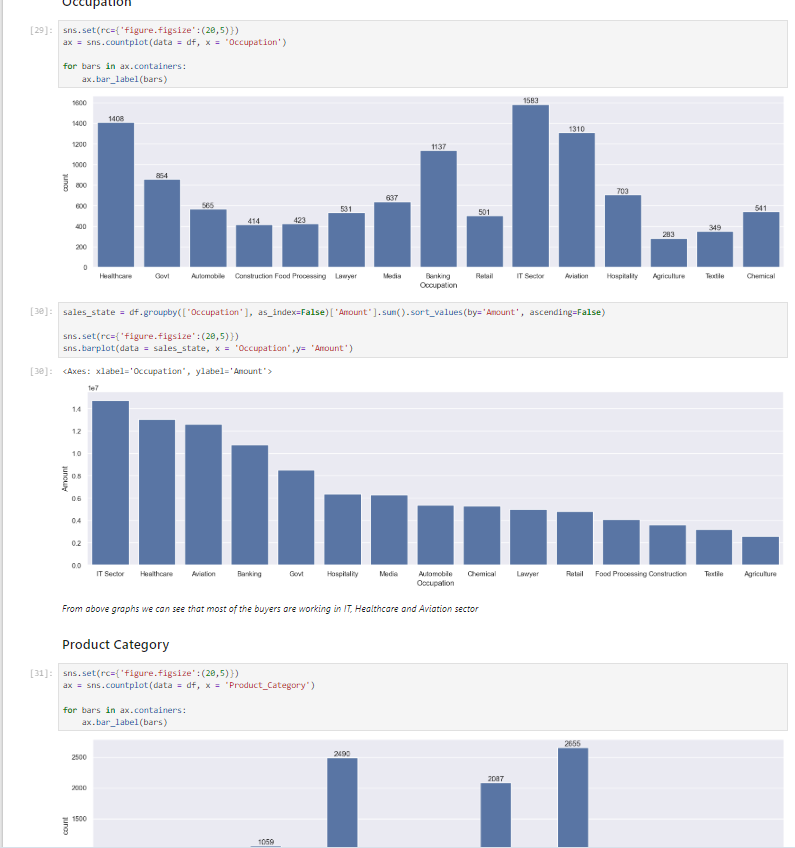 Occupation
[29]: sns.set(rc={'figure.figsize':(20,5)})
ax = sns.countplot(data = df, x = 'Occupation')
for bars in ax.containers:
ax.bar_label(bars)
1600
1400
1200
1000
800
600
400
200
0
count
1408
854
565
414
423
531
637
1137
501
1583
1310
703
283
349
541
Healthcare Govt Automobile Construction Food Processing Lawyer Media Banking Retail IT Sector Aviation Hospitality Agriculture Textile Chemical
Occupation
[30]: sales_state = df.groupby(['Occupation'], as_index=False)['Amount'].sum().sort_values(by='Amount', ascending=False)
sns.set(rc={'figure.figsize':(20,5)})
sns.barplot(data = sales_state, x = 'Occupation',y= 'Amount')
[30]: <Axes: xlabel='Occupation', ylabel='Amount'>
1e7
1.4
1.2
1.0
0.8
0.6
0.4
0.2
0.0
Amount
IT Sector Healthcare Aviation Banking Govt Hospitality Media Automobile Chemical Lawyer Retail Food Processing Construction Textile Agriculture
Occupation
From above graphs we can see that most of the buyers are working in IT, Healthcare and Aviation sector
Product Category
[31]: sns.set(rc={'figure.figsize':(20,5)})
ax = sns.countplot(data = df, x = 'Product_Category')
for bars in ax.containers:
ax.bar_label(bars)
2500
2000
1500
count
1059
2490
2087
2655